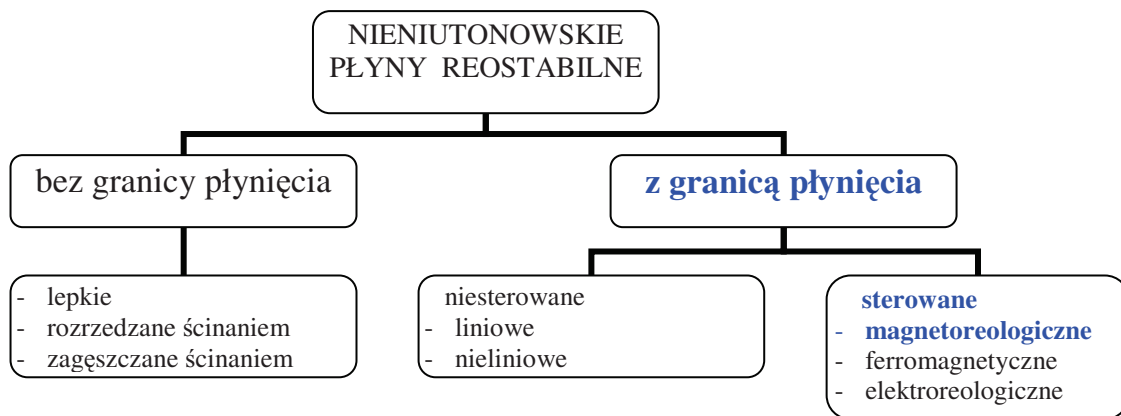 NIENIUTONOWSKIE
PŁYNY REOSTABILNE
bez granicy płynięcia
z granicą płynięcia
- lepkie
- rozrzedzane ścinaniem
- zagęszczane ścinaniem
niesterowane
- liniowe
- nieliniowe
sterowane
- magnetoreologiczne
- ferromagnetyczne
- elektroreologiczne